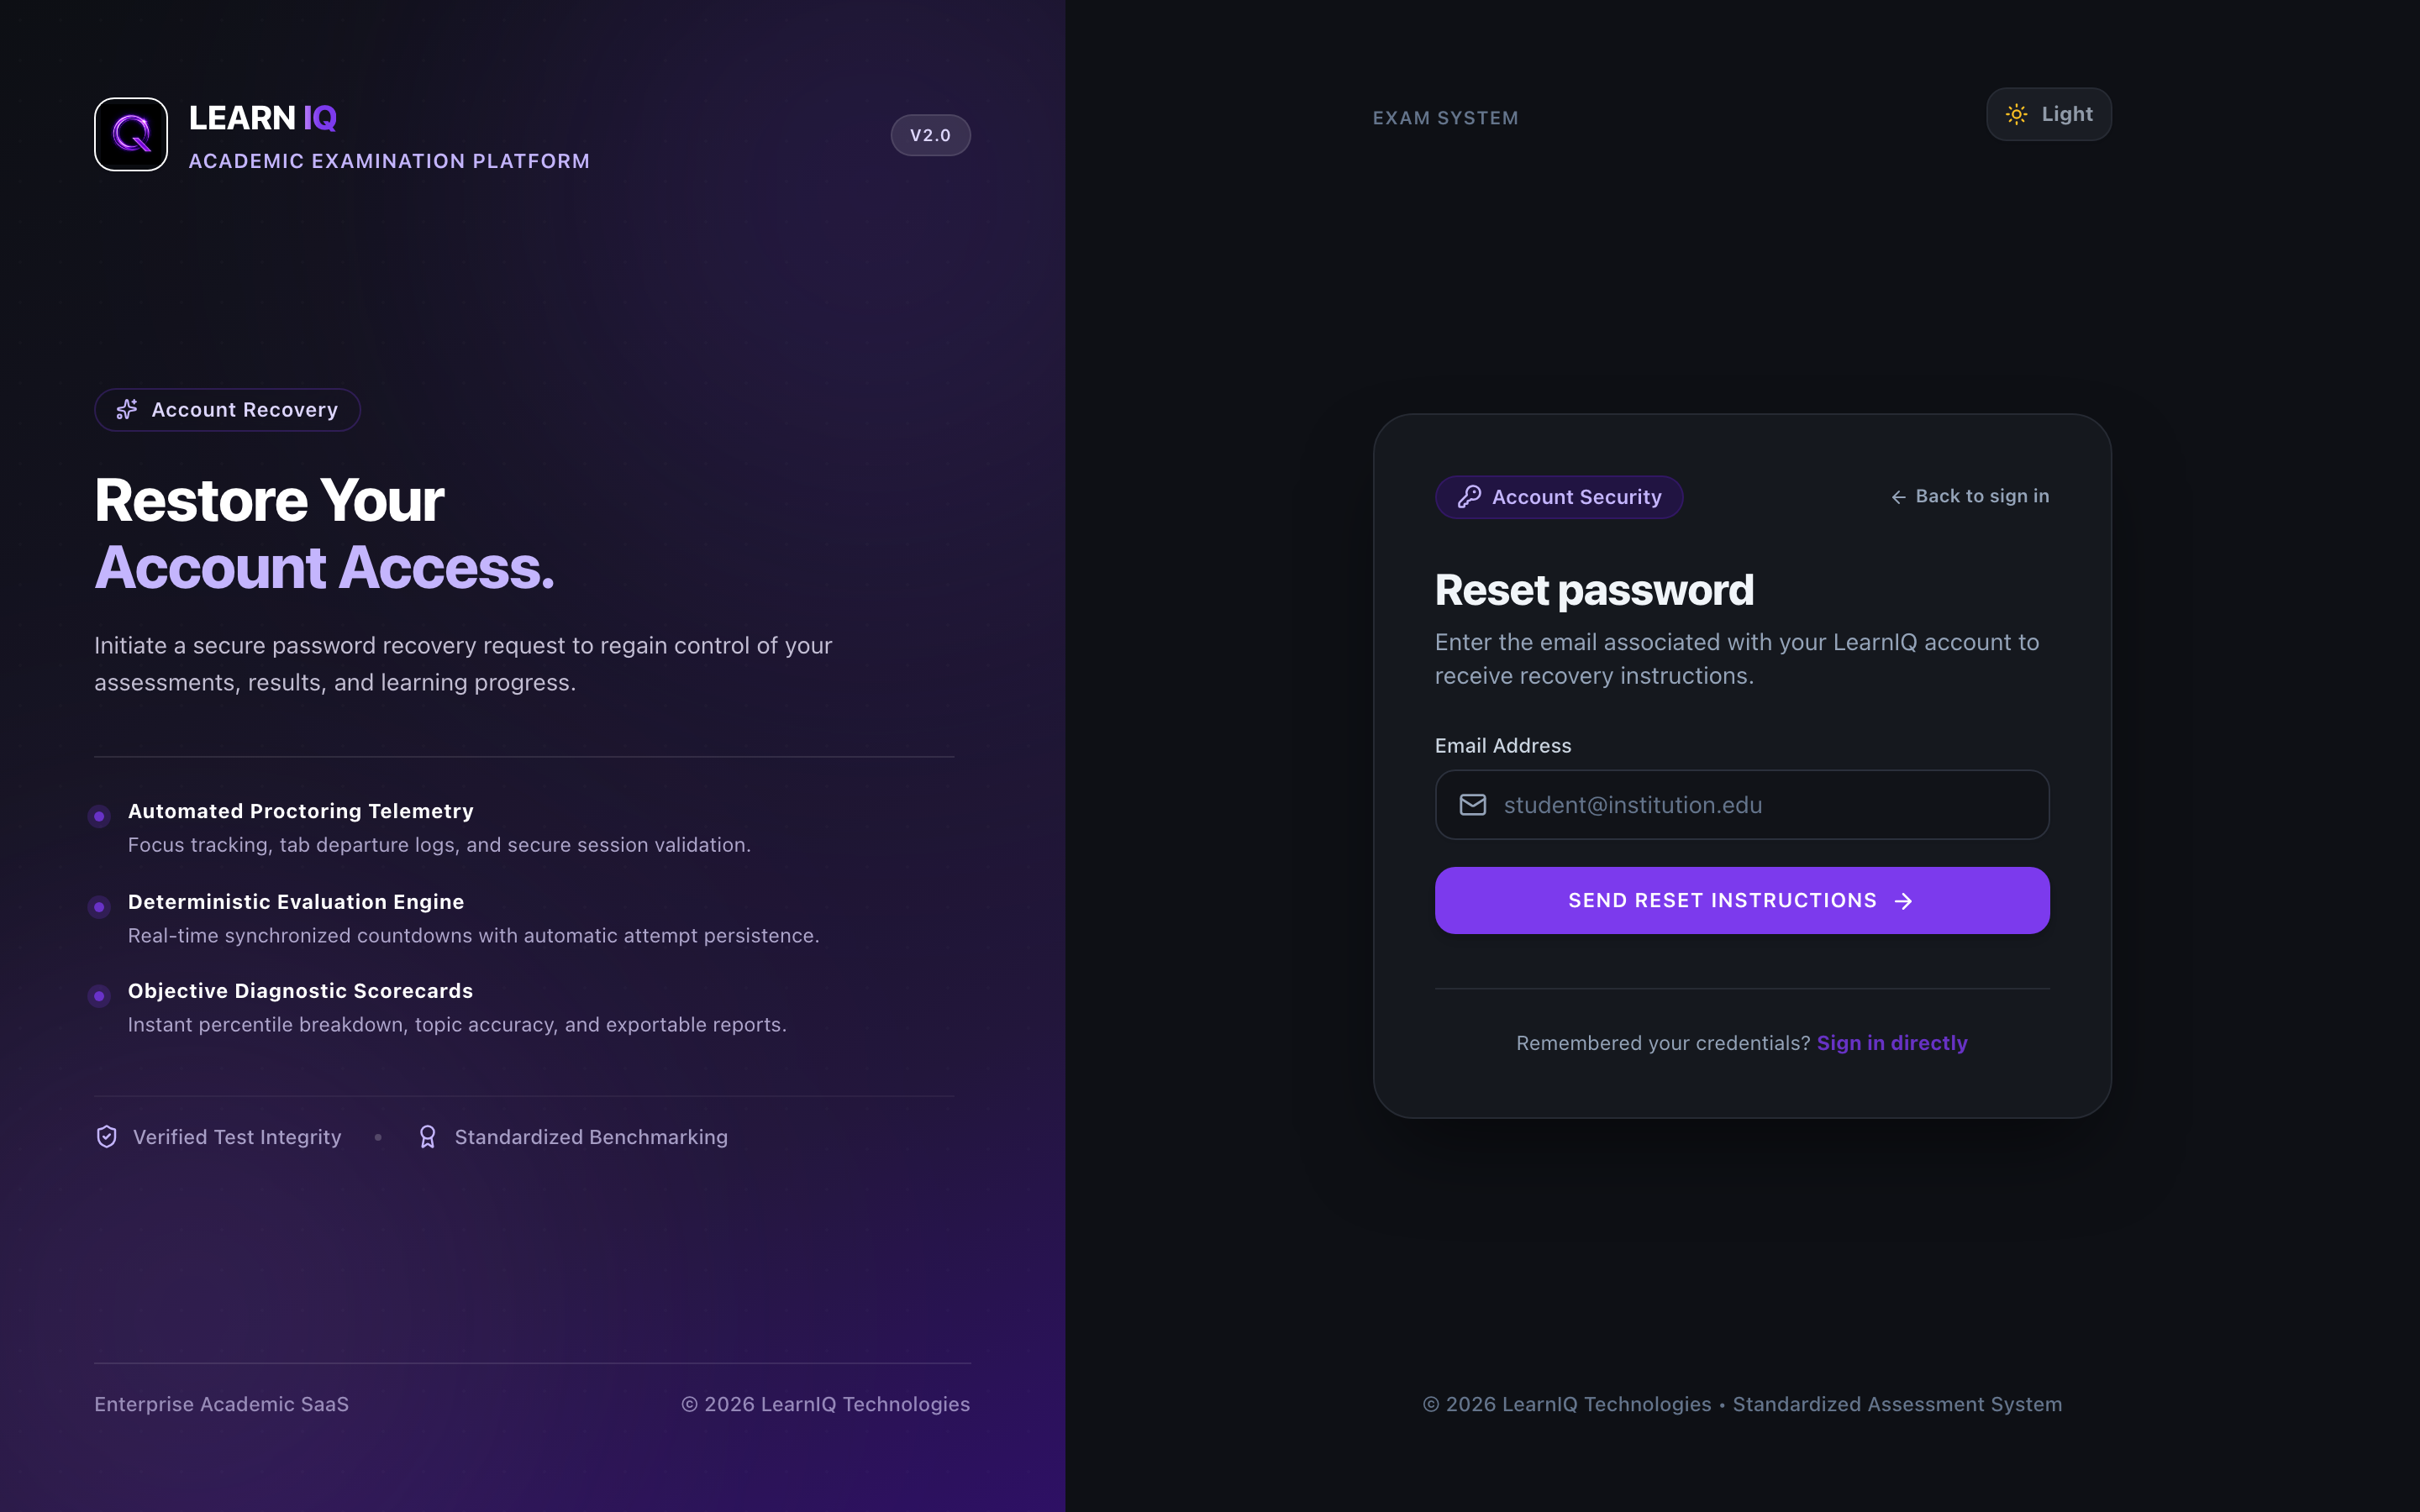 LEARN IQ
ACADEMIC EXAMINATION PLATFORM
V2.0
Account Recovery
Restore Your
Account Access.
Initiate a secure password recovery request to regain control of your
assessments, results, and learning progress.
Automated Proctoring Telemetry
Focus tracking, tab departure logs, and secure session validation.
Deterministic Evaluation Engine
Real-time synchronized countdowns with automatic attempt persistence.
Objective Diagnostic Scorecards
Instant percentile breakdown, topic accuracy, and exportable reports.
Verified Test Integrity • Standardized Benchmarking
Enterprise Academic SaaS
© 2026 LearnIQ Technologies
EXAM SYSTEM
Light
Account Security
← Back to sign in
Reset password
Enter the email associated with your LearnIQ account to
receive recovery instructions.
Email Address
student@institution.edu
SEND RESET INSTRUCTIONS →
Remembered your credentials? Sign in directly
© 2026 LearnIQ Technologies • Standardized Assessment System